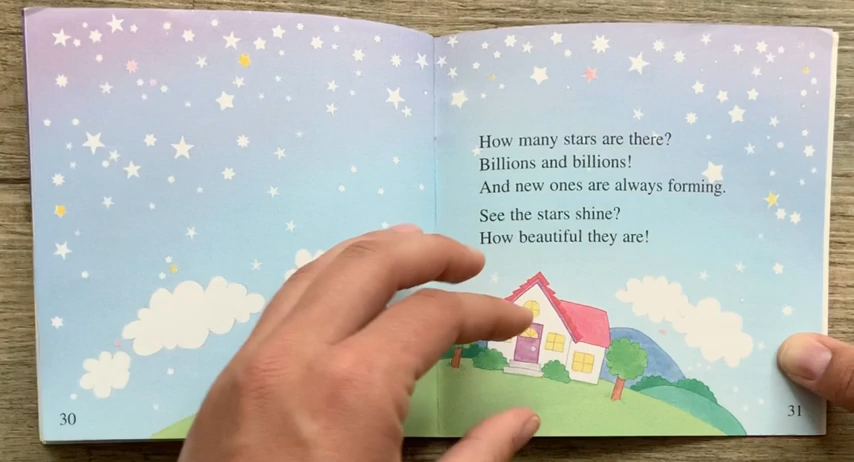 How many stars are there?
Billions and billions!
And new ones are always forming.
See the stars shine?
How beautiful they are!
30
31